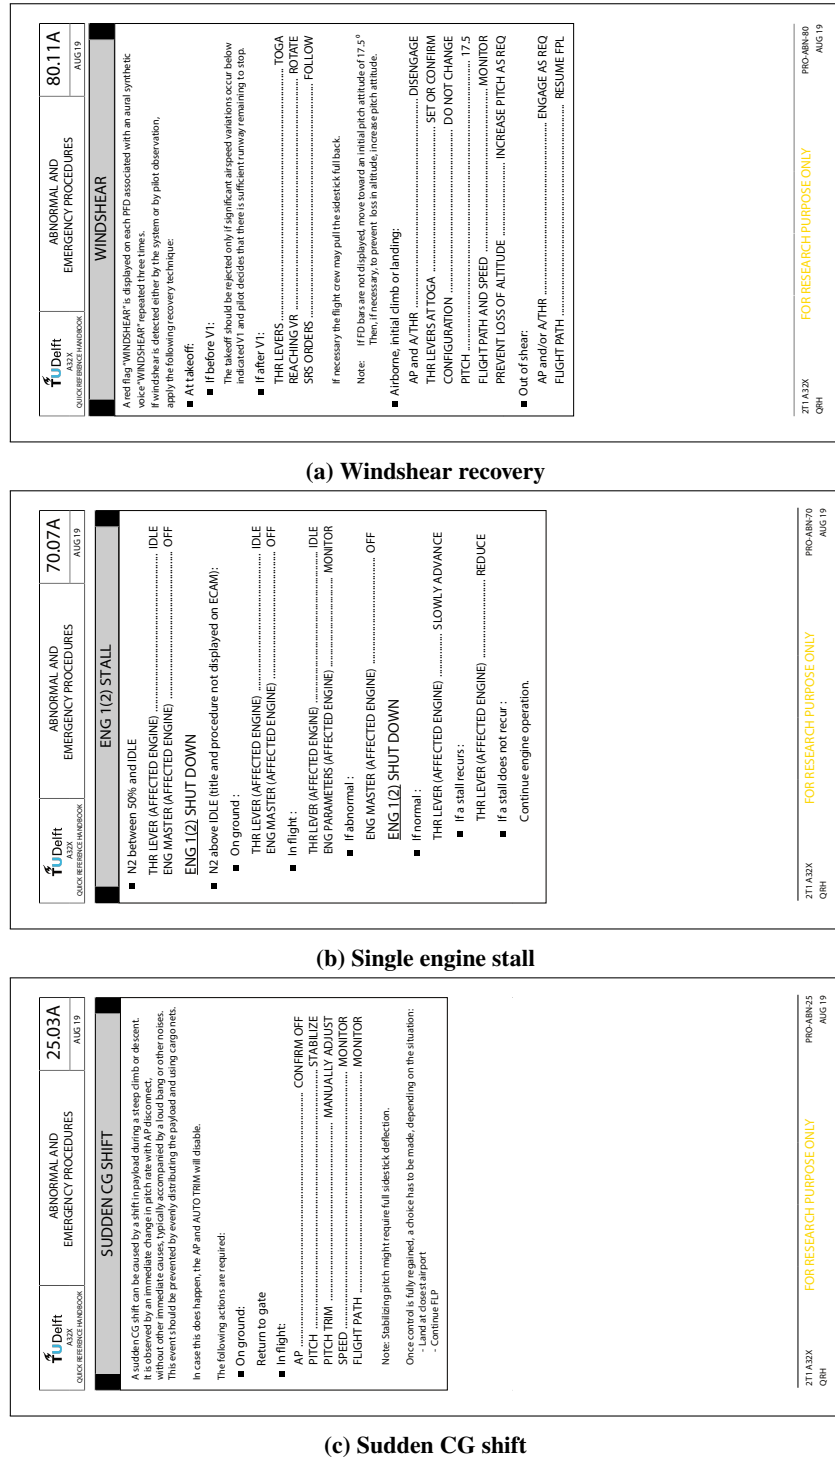 TUDelft
A32X
QUICK REFERENCE HANDBOOK
ABNORMAL AND
EMERGENCY PROCEDURES
80.11A
AUG 19
WINDSHEAR
A red flag "WINDSHEAR" is displayed on each PFD associated with an aural synthetic
voice "WINDSHEAR" repeated three times.
If windshear is detected either by the system or by pilot observation,
apply the following recovery technique:
■ At takeoff:
■ If before V1:
The takeoff should be rejected only if significant airspeed variations occur below
indicated V1 and pilot decides that there is sufficient runway remaining to stop.
■ If after V1:
THR LEVERS ........ TOGA
REACHING VR ........ ROTATE
SRS ORDERS ........ FOLLOW
If necessary the flight crew may pull the sidestick full back.
Note: If FD bars are not displayed, move toward an initial pitch attitude of 17.5°
Then, if necessary, to prevent loss in altitude, increase pitch attitude.
■ Airborne, initial climb or landing:
AP and A/THR ........ DISENGAGE
THR LEVERS AT TOGA ........ SET OR CONFIRM
CONFIGURATION ........ DO NOT CHANGE
PITCH ........ 17.5
FLIGHT PATH AND SPEED ........ MONITOR
PREVENT LOSS OF ALTITUDE ........ INCREASE PITCH AS REQ
■ Out of shear:
AP and/or A/THR ........ ENGAGE AS REQ
FLIGHT PATH ........ RESUME FPL
2T1 A32X
QRH
FOR RESEARCH PURPOSE ONLY
PRO-ABN-80
AUG 19
(a) Windshear recovery
TUDelft
A32X
QUICK REFERENCE HANDBOOK
ABNORMAL AND
EMERGENCY PROCEDURES
70.07A
AUG 19
ENG 1(2) STALL
■ N2 between 50% and IDLE
THR LEVER (AFFECTED ENGINE) ........ IDLE
ENG MASTER (AFFECTED ENGINE) ........ OFF
ENG 1(2) SHUT DOWN
■ N2 above IDLE (title and procedure not displayed on ECAM):
■ On ground :
THR LEVER (AFFECTED ENGINE) ........ IDLE
ENG MASTER (AFFECTED ENGINE) ........ OFF
■ In flight :
THR LEVER (AFFECTED ENGINE) ........ IDLE
ENG PARAMETERS (AFFECTED ENGINE) ........ MONITOR
■ If abnormal :
ENG MASTER (AFFECTED ENGINE) ........ OFF
ENG 1(2) SHUT DOWN
■ If normal :
THR LEVER (AFFECTED ENGINE) ........ SLOWLY ADVANCE
■ If a stall recurs :
THR LEVER (AFFECTED ENGINE) ........ REDUCE
■ If a stall does not recur :
Continue engine operation.
2T1 A32X
QRH
FOR RESEARCH PURPOSE ONLY
PRO-ABN-70
AUG 19
(b) Single engine stall
TUDelft
A32X
QUICK REFERENCE HANDBOOK
ABNORMAL AND
EMERGENCY PROCEDURES
25.03A
AUG 19
SUDDEN CG SHIFT
A sudden CG shift can be caused by a shift in payload during a steep climb or descent.
It is observed by an immediate change in pitch rate with AP disconnect,
without other immediate causes, typically accompanied by a loud bang or other noises.
This event should be prevented by evenly distributing the payload and using cargo nets.
In case this does happen, the AP and AUTO TRIM will disable.
The following actions are required:
■ On ground:
Return to gate
■ In flight:
AP ........ CONFIRM OFF
PITCH ........ STABILIZE
PITCH TRIM ........ MANUALLY ADJUST
SPEED ........ MONITOR
FLIGHT PATH ........ MONITOR
Note: Stabilizing pitch might require full sidestick deflection.
Once control is fully regained, a choice has to be made, depending on the situation:
- Land at closest airport
- Continue FLP
2T1 A32X
QRH
FOR RESEARCH PURPOSE ONLY
PRO-ABN-25
AUG 19
(c) Sudden CG shift